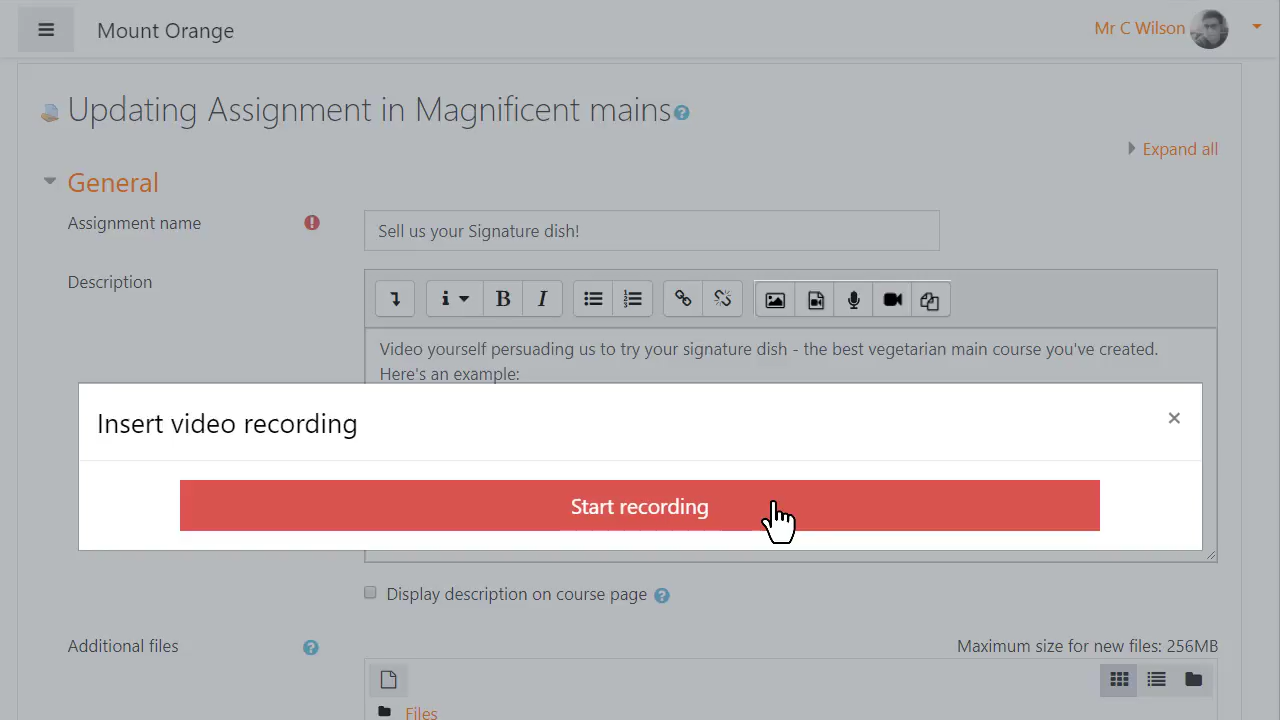 Mount Orange
Mr C Wilson
Updating Assignment in Magnificent mains
Expand all
General
Assignment name
Sell us your Signature dish!
Description
B I
Video yourself persuading us to try your signature dish - the best vegetarian main course you've created.
Here's an example:
Insert video recording
×
Start recording
Display description on course page
Additional files
Maximum size for new files: 256MB
Files